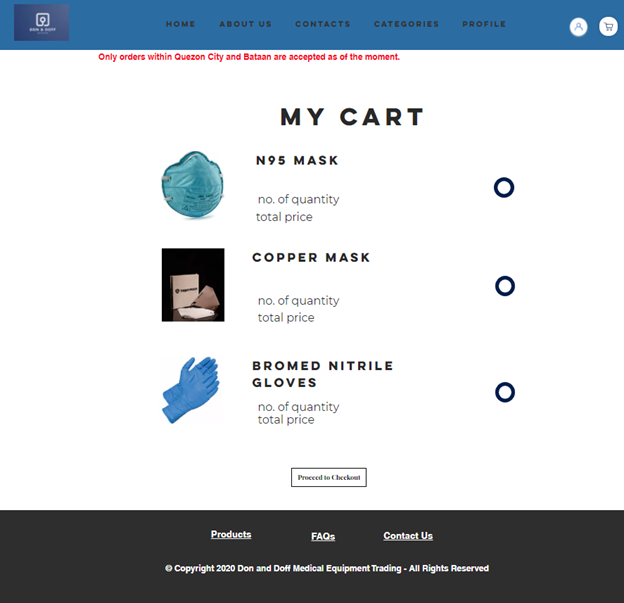 DON & DOFF
HOME ABOUT US CONTACTS CATEGORIES PROFILE
Only orders within Quezon City and Bataan are accepted as of the moment.
MY CART
N95 MASK
no. of quantity
total price
COPPER MASK
no. of quantity
total price
BROMED NITRILE
GLOVES
no. of quantity
total price
Proceed to Checkout
Products FAQs Contact Us
© Copyright 2020 Don and Doff Medical Equipment Trading - All Rights Reserved